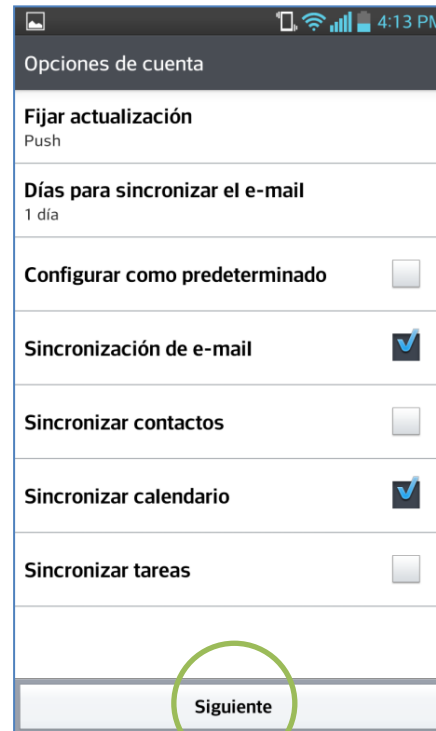 4:13 PM
Opciones de cuenta
Fijar actualización
Push
Días para sincronizar el e-mail
1 día
Configurar como predeterminado
Sincronización de e-mail
Sincronizar contactos
Sincronizar calendario
Sincronizar tareas
Siguiente